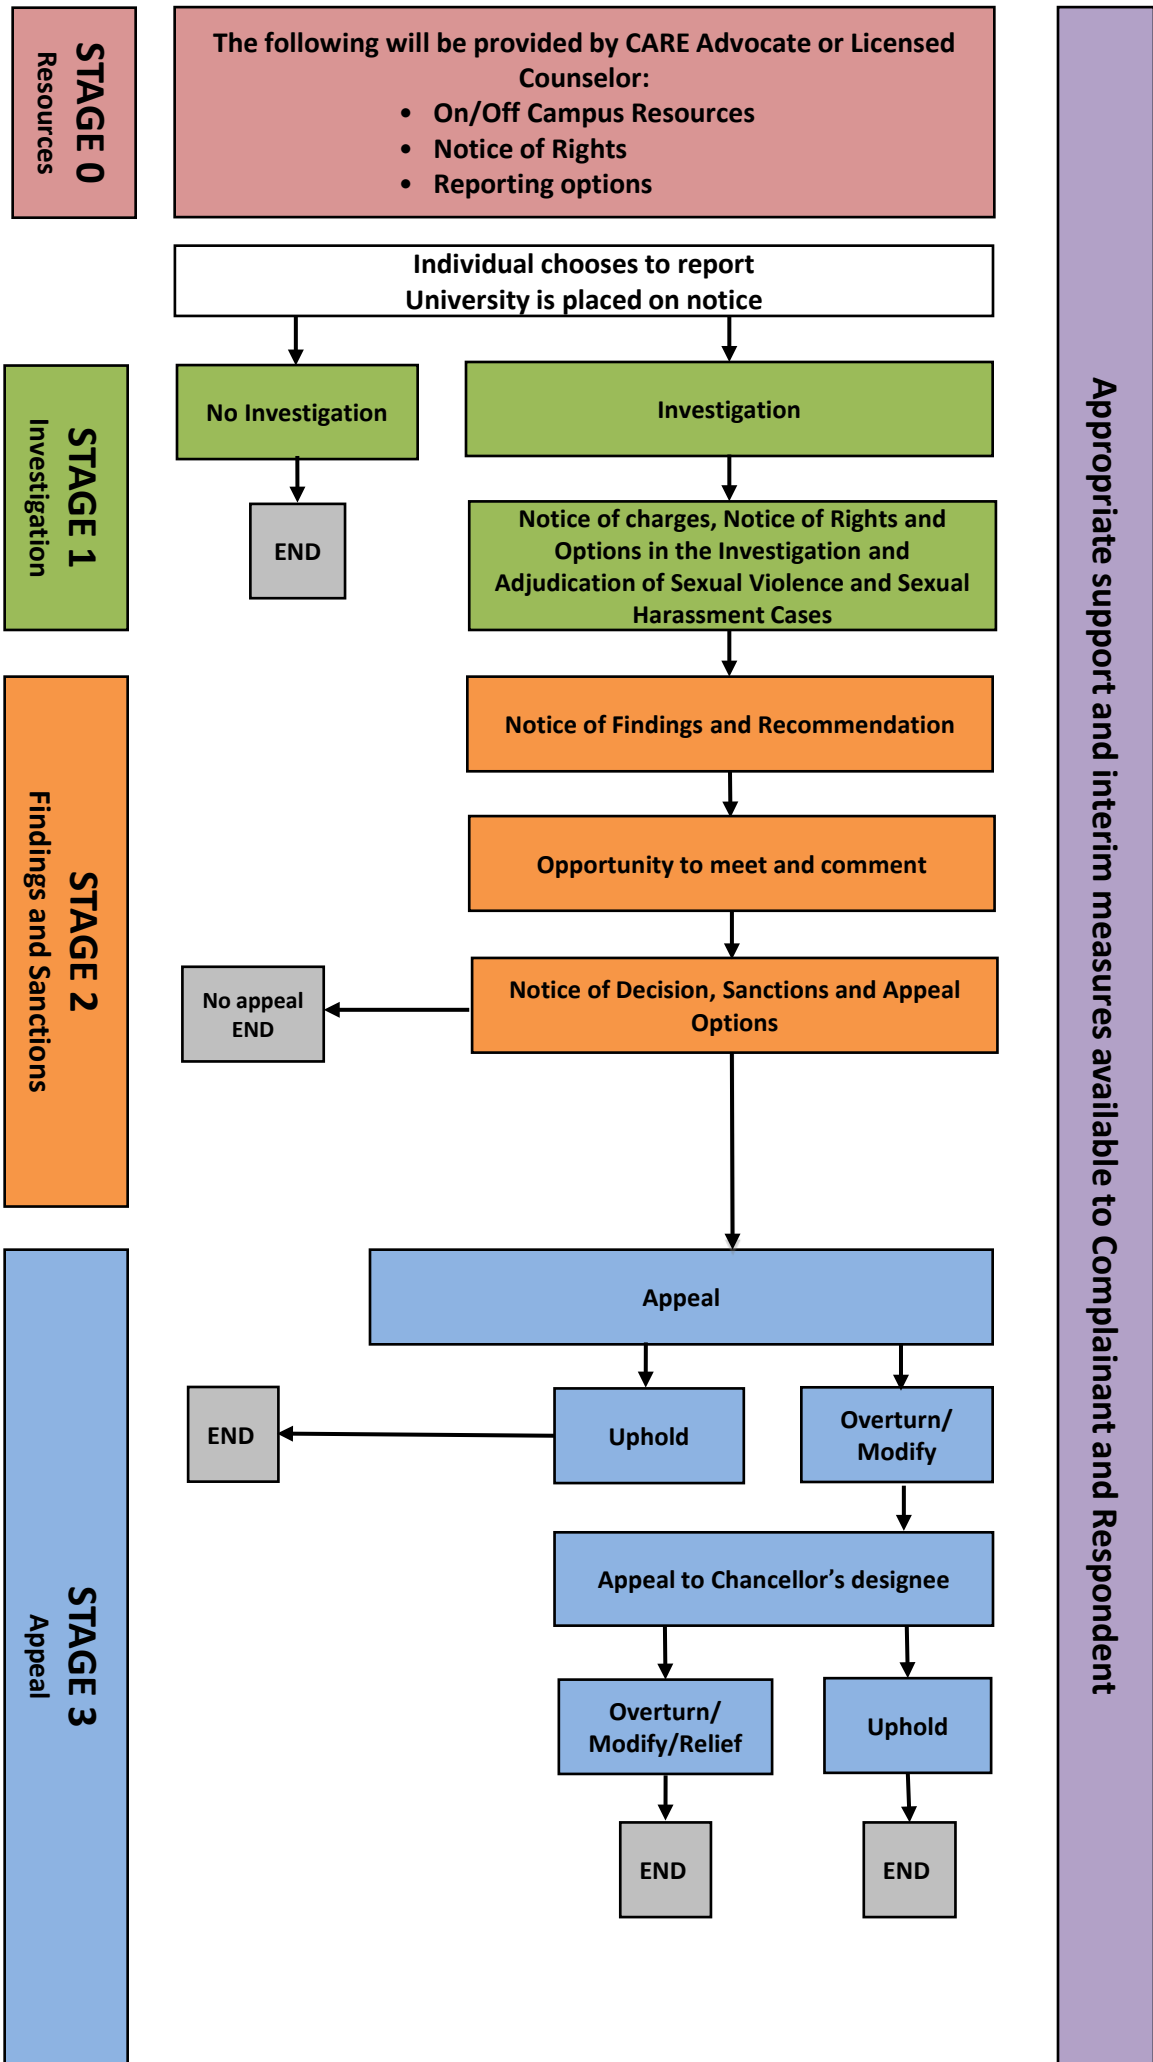 STAGE 0
Resources
The following will be provided by CARE Advocate or Licensed
Counselor:
• On/Off Campus Resources
• Notice of Rights
• Reporting options
Individual chooses to report
University is placed on notice
STAGE 1
Investigation
No Investigation
Investigation
END
Notice of charges, Notice of Rights and
Options in the Investigation and
Adjudication of Sexual Violence and Sexual
Harassment Cases
STAGE 2
Findings and Sanctions
Notice of Findings and Recommendation
Opportunity to meet and comment
Notice of Decision, Sanctions and Appeal
Options
No appeal
END
STAGE 3
Appeal
Appeal
Uphold
END
Overturn/
Modify
Appeal to Chancellor’s designee
Overturn/
Modify/Relief
Uphold
END
END
Appropriate support and interim measures available to Complainant and Respondent